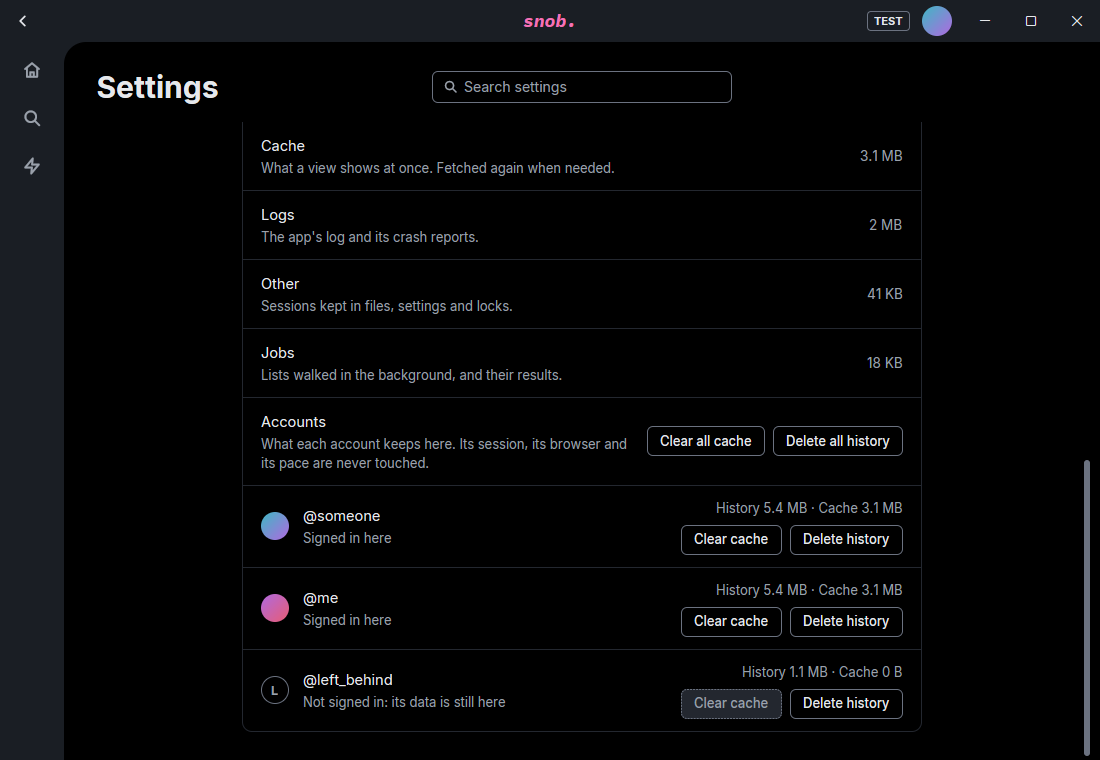 snob.
TEST
Settings
Search settings
Cache
What a view shows at once. Fetched again when needed.
3.1 MB
Logs
The app's log and its crash reports.
2 MB
Other
Sessions kept in files, settings and locks.
41 KB
Jobs
Lists walked in the background, and their results.
18 KB
Accounts
What each account keeps here. Its session, its browser and
its pace are never touched.
Clear all cache
Delete all history
@someone
Signed in here
History 5.4 MB · Cache 3.1 MB
Clear cache
Delete history
@me
Signed in here
History 5.4 MB · Cache 3.1 MB
Clear cache
Delete history
L
@left_behind
Not signed in: its data is still here
History 1.1 MB · Cache 0 B
Clear cache
Delete history